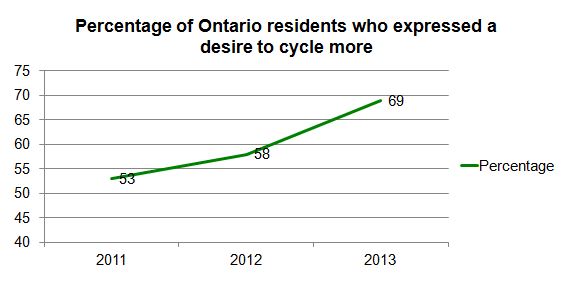 Percentage of Ontario residents who expressed a
desire to cycle more
75
70
69
65
60
58
55
53
50
45
40
2011 2012 2013
Percentage